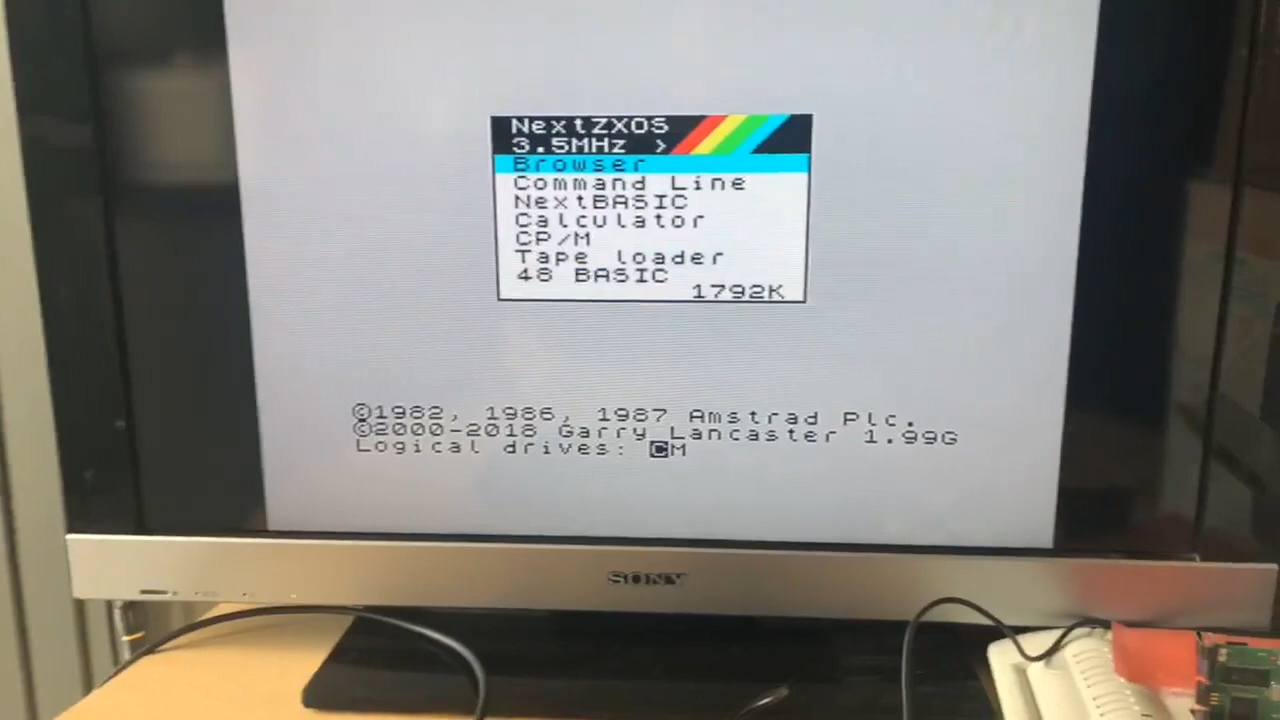 NextZXOS
3.5MHz >
Browser
Command Line
NextBASIC
Calculator
CP/M
Tape loader
48 BASIC
1792K
©1982, 1986, 1987 Amstrad Plc.
©2000-2018 Garry Lancaster 1.99G
Logical drives: CM
SONY